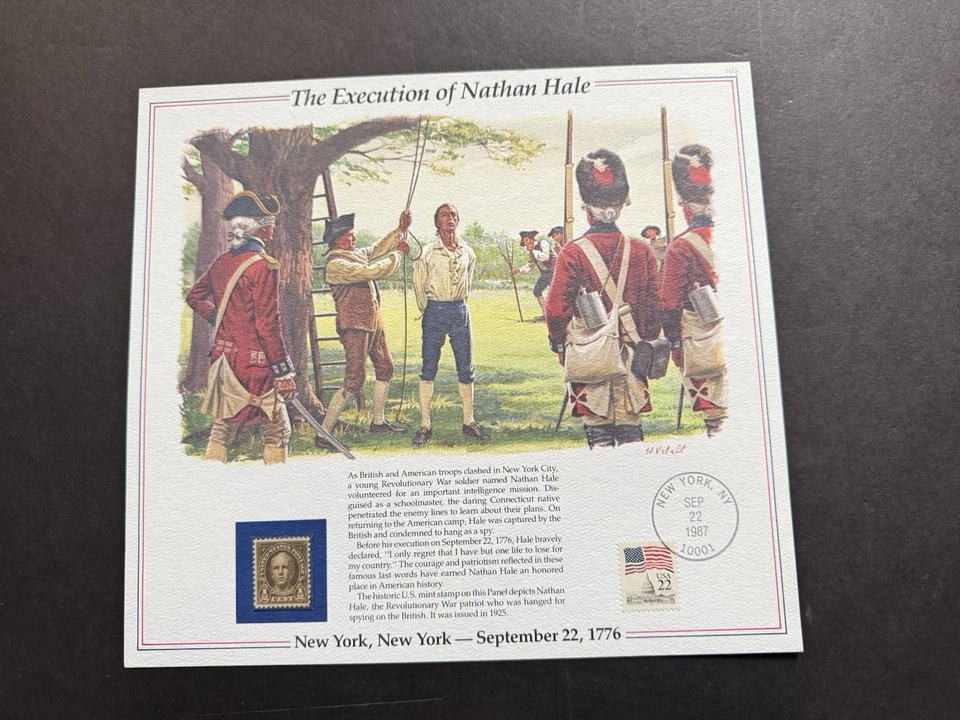 The Execution of Nathan Hale
As British and American troops clashed in New York City,
a young Revolutionary War soldier named Nathan Hale
volunteered for an important intelligence mission. Dis-
guised as a schoolmaster, the daring Connecticut native
penetrated the enemy lines to learn about their plans. On
returning to the American camp, Hale was captured by the
British and condemned to hang as a spy.
Before his execution on September 22, 1776, Hale bravely
declared, "I only regret that I have but one life to lose for
my country." The courage and patriotism reflected in these
famous last words have earned Nathan Hale an honored
place in American history.
The historic U.S. mint stamp on this Panel depicts Nathan
Hale, the Revolutionary War patriot who was hanged for
spying on the British. It was issued in 1925.
UNITED STATES POSTAGE
½ CENT ½
NEW YORK, NY
SEP
22
1987
10001
USA
22
New York, New York — September 22, 1776